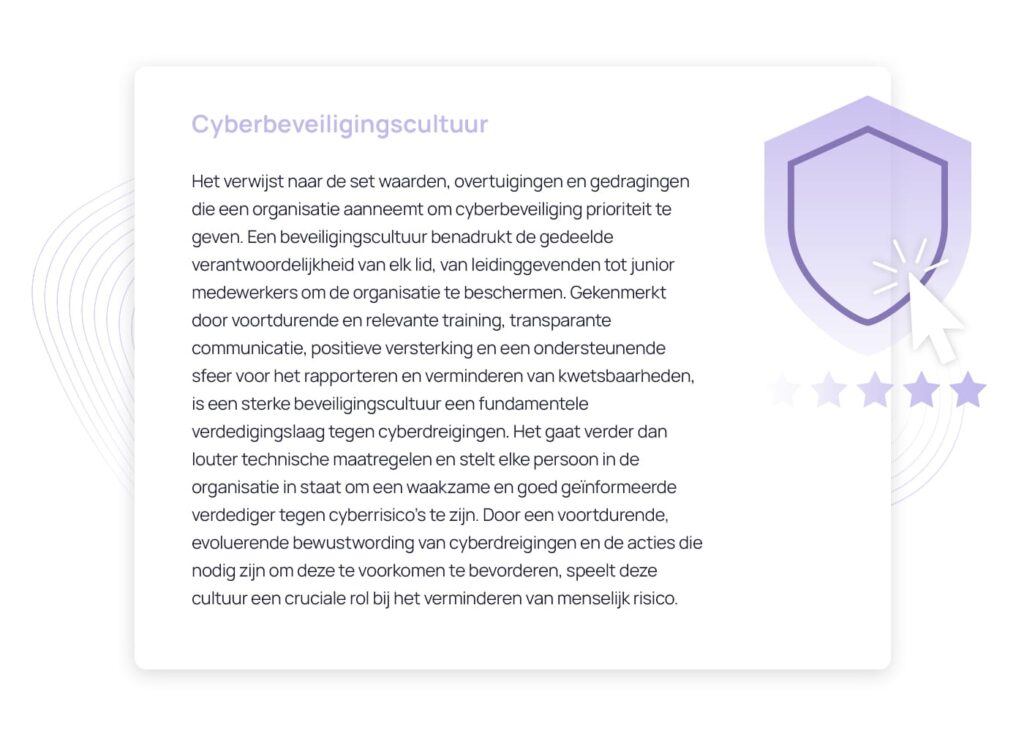 Cyberbeveiligingscultuur
Het verwijst naar de set waarden, overtuigingen en gedragingen
die een organisatie aanneemt om cyberbeveiliging prioriteit te
geven. Een beveiligingscultuur benadrukt de gedeelde
verantwoordelijkheid van elk lid, van leidinggevenden tot junior
medewerkers om de organisatie te beschermen. Gekenmerkt
door voortdurende en relevante training, transparante
communicatie, positieve versterking en een ondersteunende
sfeer voor het rapporteren en verminderen van kwetsbaarheden,
is een sterke beveiligingscultuur een fundamentele
verdedigingslaag tegen cyberdreigingen. Het gaat verder dan
louter technische maatregelen en stelt elke persoon in de
organisatie in staat om een waakzame en goed geïnformeerde
verdediger tegen cyberrisico's te zijn. Door een voortdurende,
evoluerende bewustwording van cyberdreigingen en de acties die
nodig zijn om deze te voorkomen te bevorderen, speelt deze
cultuur een cruciale rol bij het verminderen van menselijk risico.